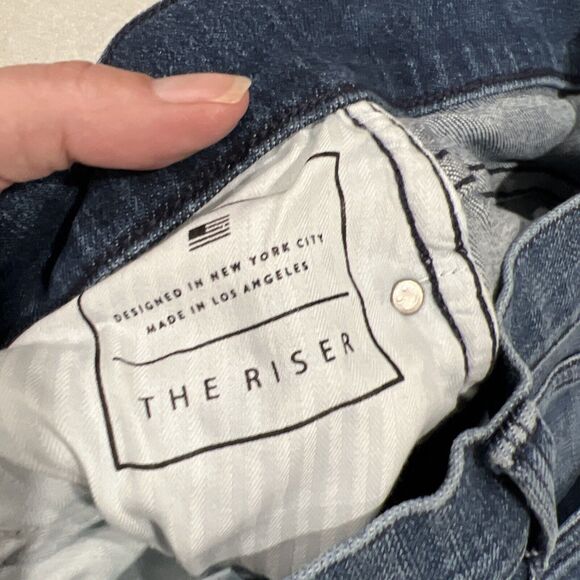 DESIGNED IN NEW YORK CITY
MADE IN LOS ANGELES
THE RISER